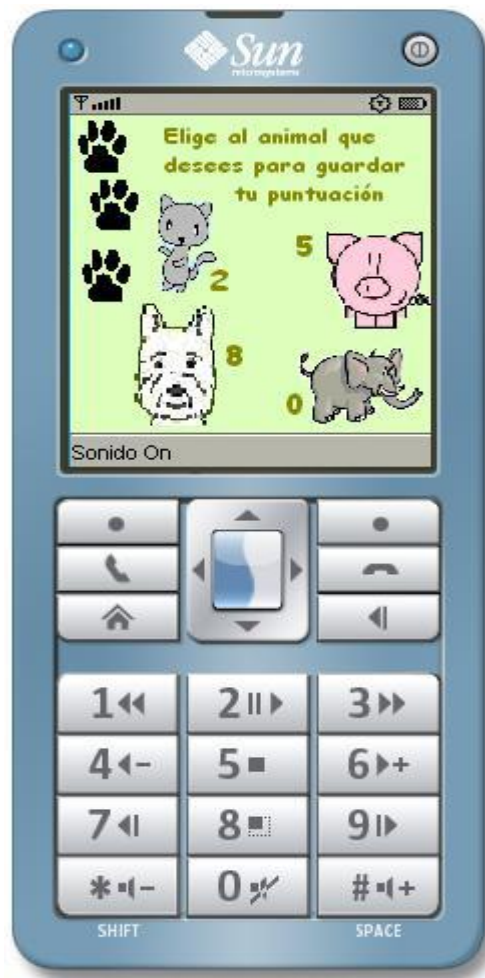 Sun
microsystems
Elige al animal que
desees para guardar
tu puntuación
5
2
8
0
Sonido On
1
2
3
4 -
5
6 +
7
8
9
* -
0
# +
SHIFT
SPACE